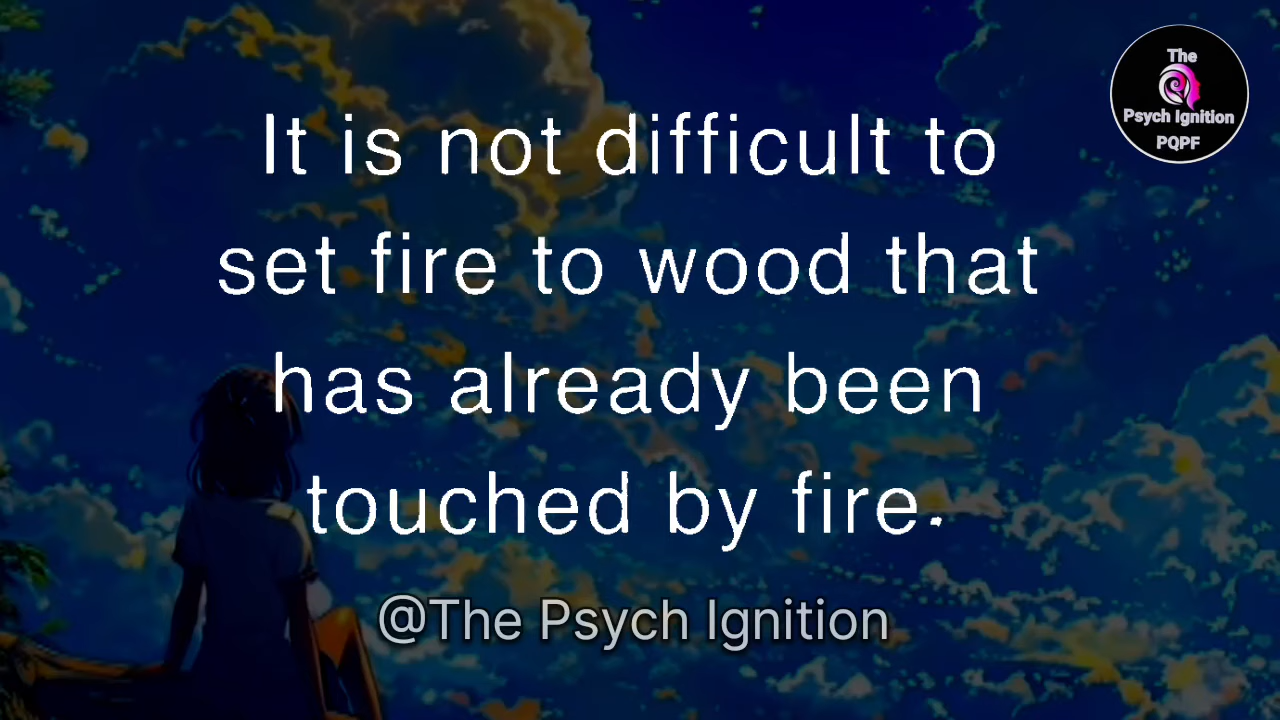 The
Psych Ignition
PQPF
It is not difficult to
set fire to wood that
has already been
touched by fire.
@The Psych Ignition